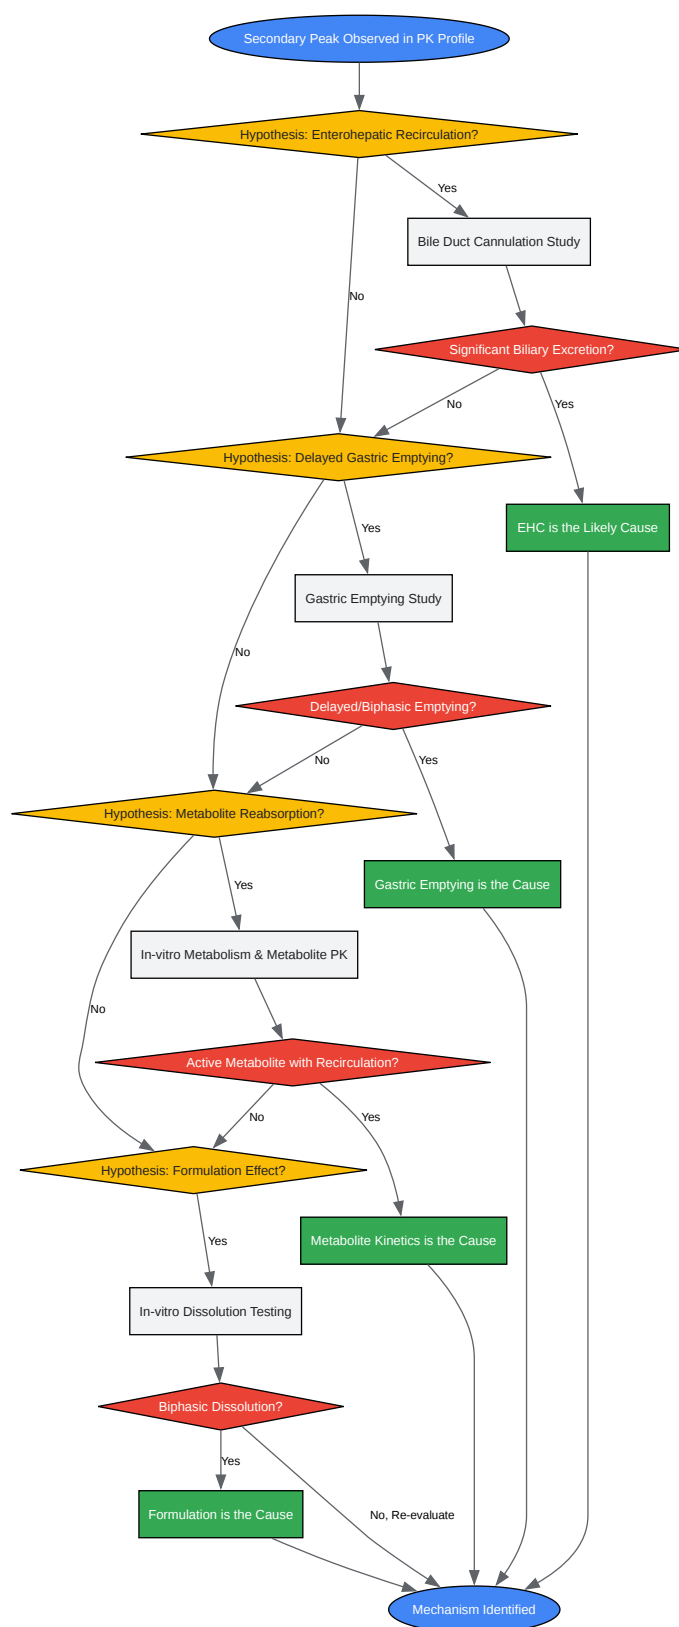 Secondary Peak Observed in PK Profile
Hypothesis: Enterohepatic Recirculation?
Yes
Bile Duct Cannulation Study
No
Significant Biliary Excretion?
No
Yes
Hypothesis: Delayed Gastric Emptying?
EHC is the Likely Cause
Yes
Gastric Emptying Study
No
Delayed/Biphasic Emptying?
No
Yes
Hypothesis: Metabolite Reabsorption?
Yes
Gastric Emptying is the Cause
In-vitro Metabolism & Metabolite PK
No
Active Metabolite with Recirculation?
No
Yes
Hypothesis: Formulation Effect?
Yes
Metabolite Kinetics is the Cause
In-vitro Dissolution Testing
Biphasic Dissolution?
Yes
No, Re-evaluate
Formulation is the Cause
Mechanism Identified